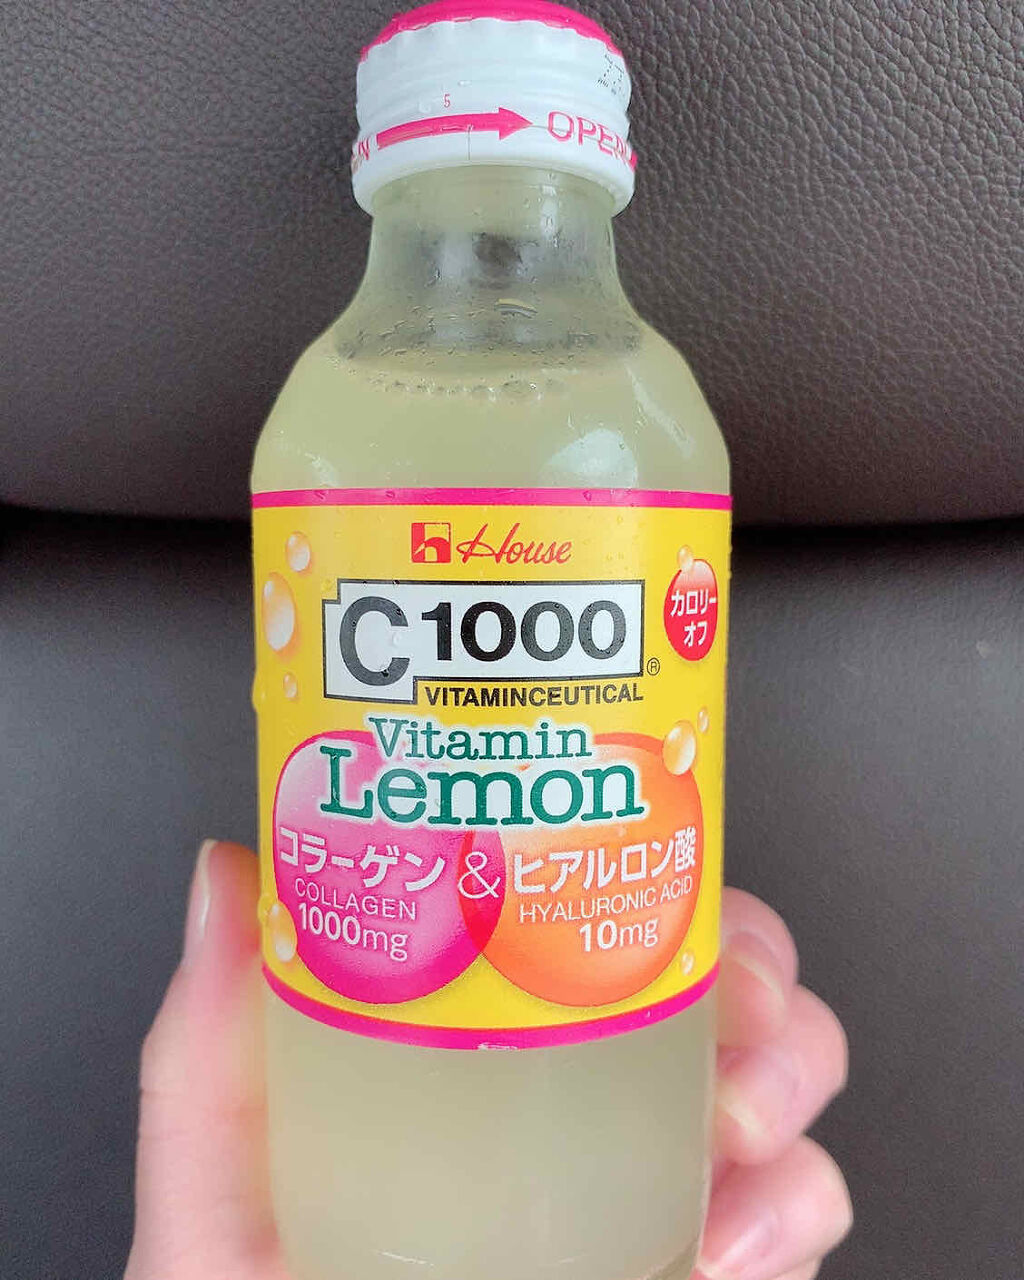 5
OPEN
House
C1000
VITAMINCEUTICAL
®
カロリー
オフ
Vitamin
Lemon
コラーゲン & ヒアルロン酸
COLLAGEN HYALURONIC ACID
1000mg 10mg